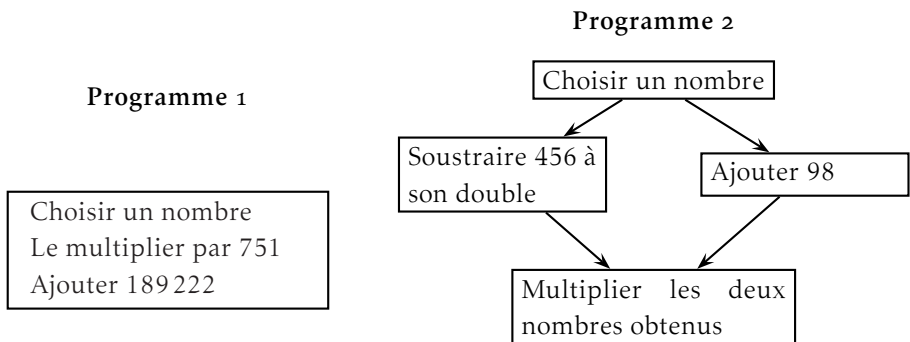 Programme 1
Choisir un nombre
Le multiplier par 751
Ajouter 189 222
Programme 2
Choisir un nombre
Soustraire 456 à
son double
Ajouter 98
Multiplier les deux
nombres obtenus